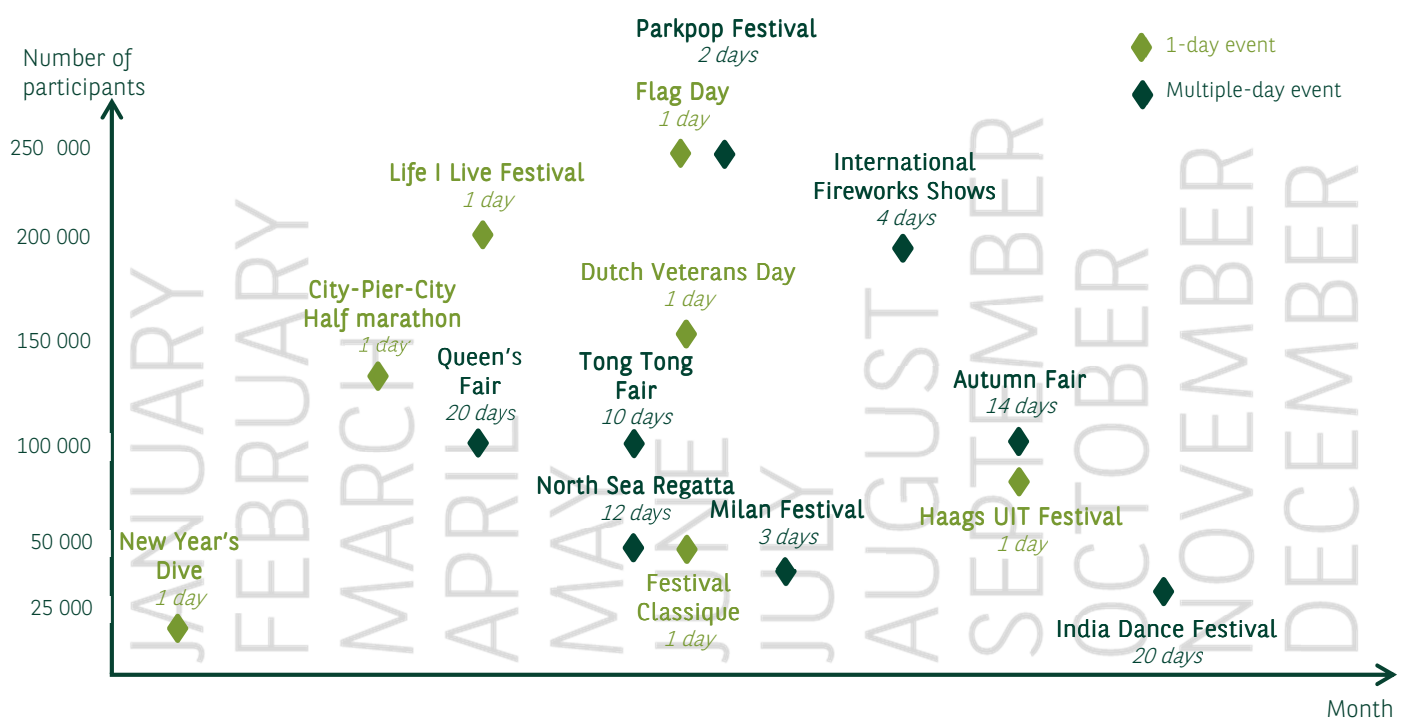 Number of
participants
250 000
200 000
150 000
100 000
50 000
25 000
Parkpop Festival
2 days
Flag Day
1 day
Life I Live Festival
1 day
International
Fireworks Shows
4 days
Dutch Veterans Day
1 day
City-Pier-City
Half marathon
1 day
Queen's
Fair
20 days
Tong Tong
Fair
10 days
Autumn Fair
14 days
North Sea Regatta
12 days
Milan Festival
3 days
Haags UIT Festival
1 day
New Year's
Dive
1 day
Festival
Classique
1 day
India Dance Festival
20 days
1-day event
Multiple-day event
JANUARY
FEBRUARY
MARCH
APRIL
MAY
JUNE
JULY
AUGUST
SEPTEMBER
OCTOBER
NOVEMBER
DECEMBER
Month